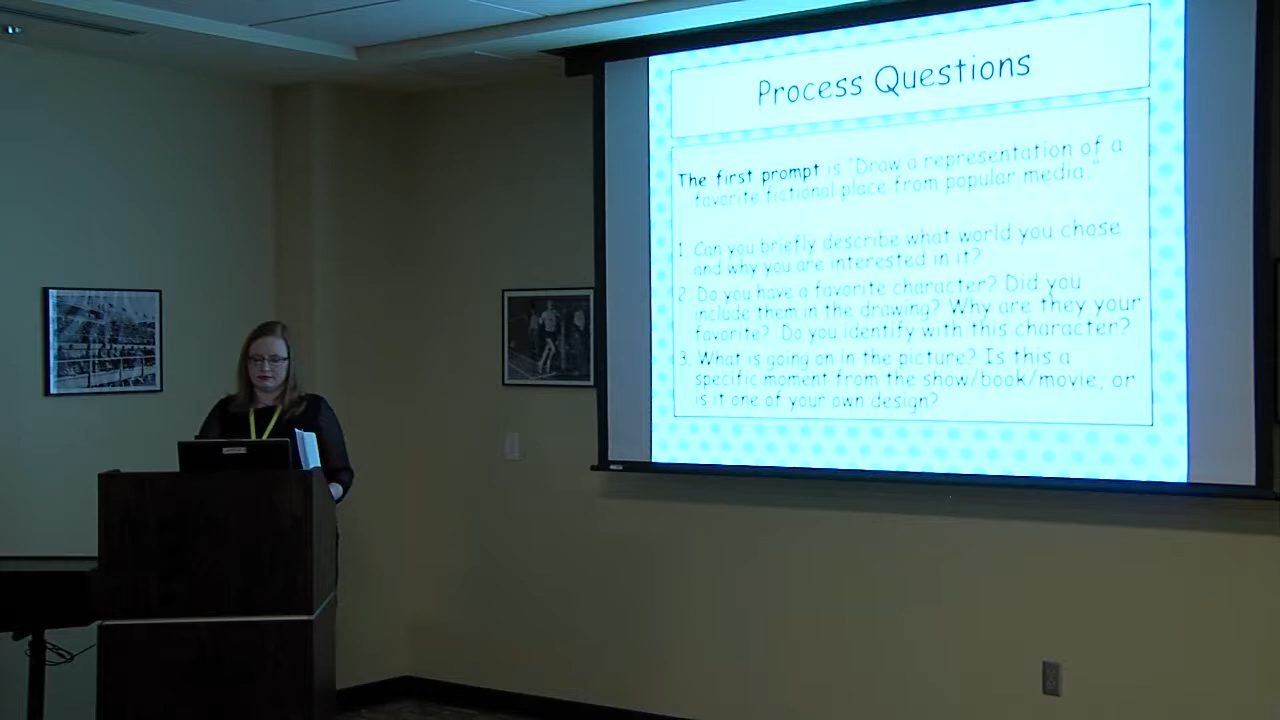 Process Questions
The first prompt is "Draw a representation of a
favorite fictional place from popular media."
1. Can you briefly describe what world you chose
and why you are interested in it?
2. Do you have a favorite character? Did you
include them in the drawing? Why are they your
favorite? Do you identify with this character?
3. What is going on in the picture? Is this a
specific moment from the show/book/movie, or
is it one of your own design?